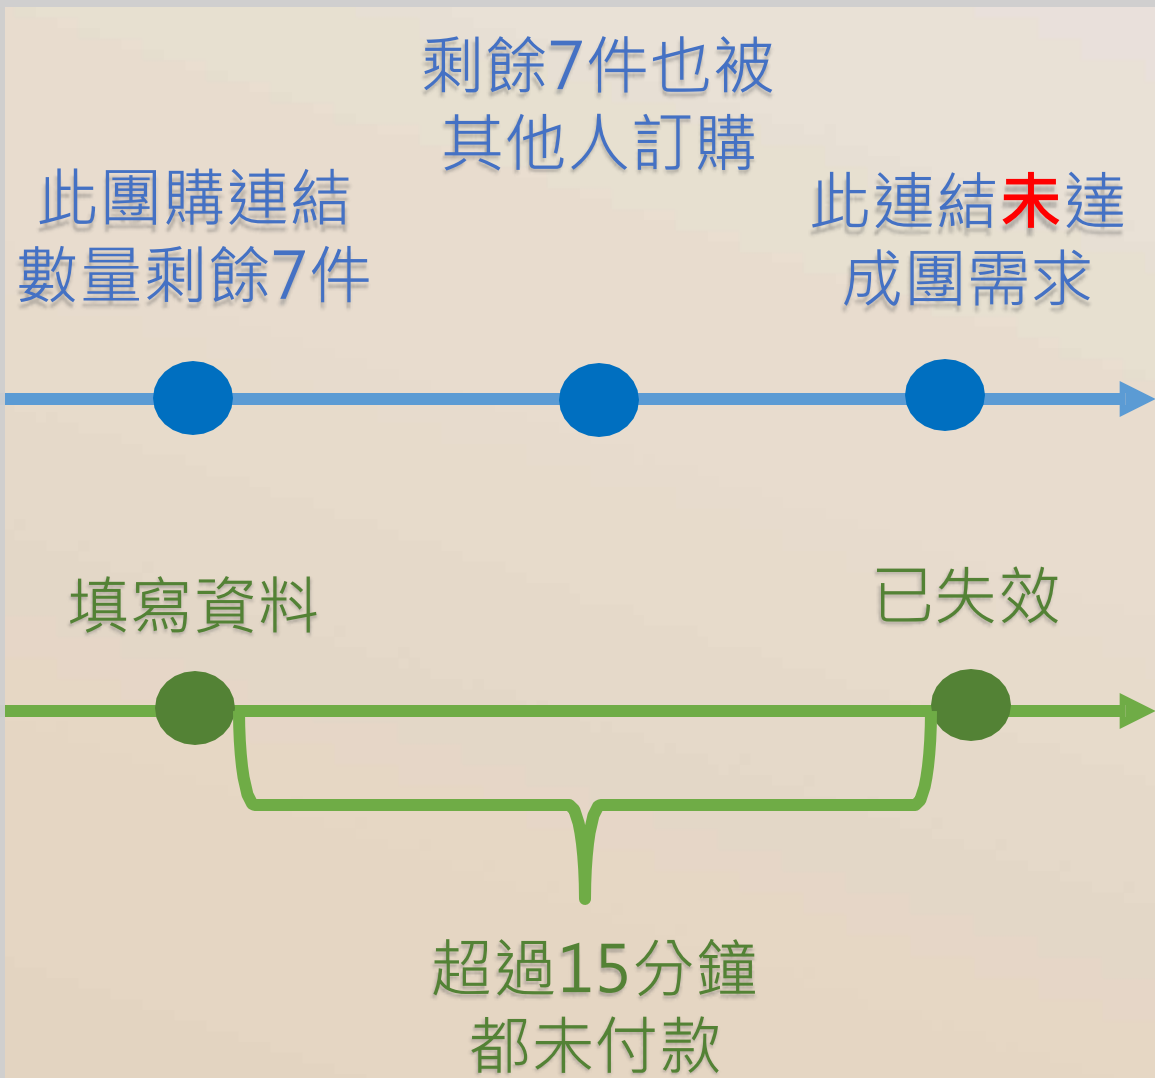 剩餘7件也被
其他人訂購
此團購連結
數量剩餘7件
此連結未達
成團需求
填寫資料
已失效
超過15分鐘
都未付款